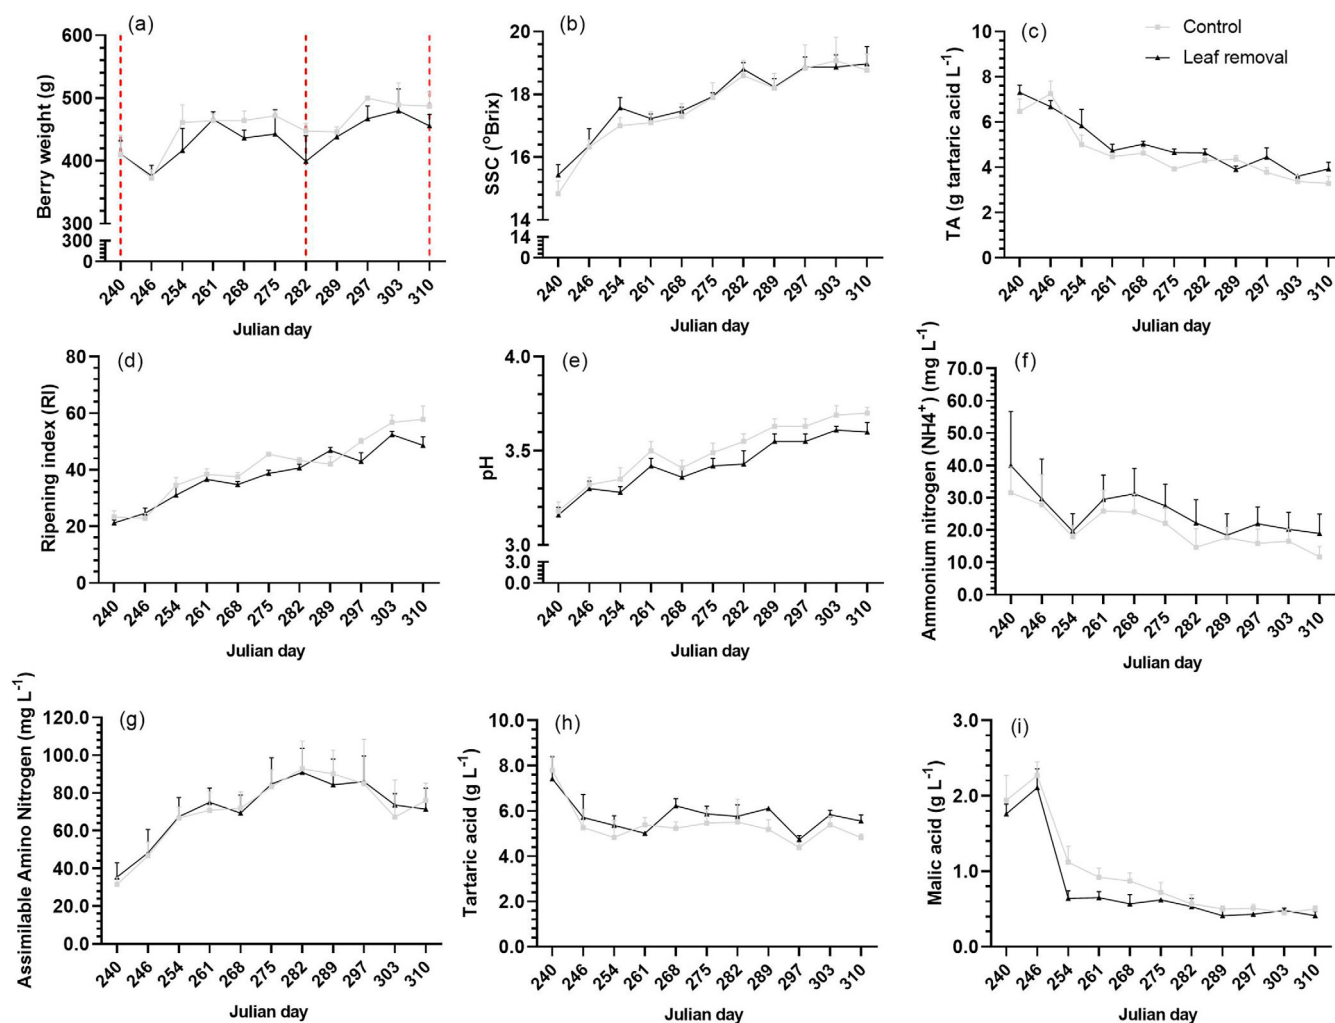 (a)
Berry weight (g)
600
500
400
300
300
0
240 246 254 261 268 275 282 289 297 303 310
Julian day
(b)
SSC (°Brix)
20
18
16
14
14
0
240 246 254 261 268 275 282 289 297 303 310
Julian day
(c)
Control
Leaf removal
TA (g tartaric acid L⁻¹)
10
8
6
4
2
0
240 246 254 261 268 275 282 289 297 303 310
Julian day
(d)
Ripening index (RI)
80
60
40
20
0
240 246 254 261 268 275 282 289 297 303 310
Julian day
(e)
pH
4.0
3.5
3.0
3.0
0.0
240 246 254 261 268 275 282 289 297 303 310
Julian day
(f)
Ammonium nitrogen (NH4⁺) (mg L⁻¹)
70.0
60.0
50.0
40.0
30.0
20.0
10.0
0.0
240 246 254 261 268 275 282 289 297 303 310
Julian day
(g)
Assimilable Amino Nitrogen (mg L⁻¹)
120.0
100.0
80.0
60.0
40.0
20.0
0.0
240 246 254 261 268 275 282 289 297 303 310
Julian day
(h)
Tartaric acid (g L⁻¹)
10.0
8.0
6.0
4.0
2.0
0.0
240 246 254 261 268 275 282 289 297 303 310
Julian day
(i)
Malic acid (g L⁻¹)
3.0
2.0
1.0
0.0
240 246 254 261 268 275 282 289 297 303 310
Julian day